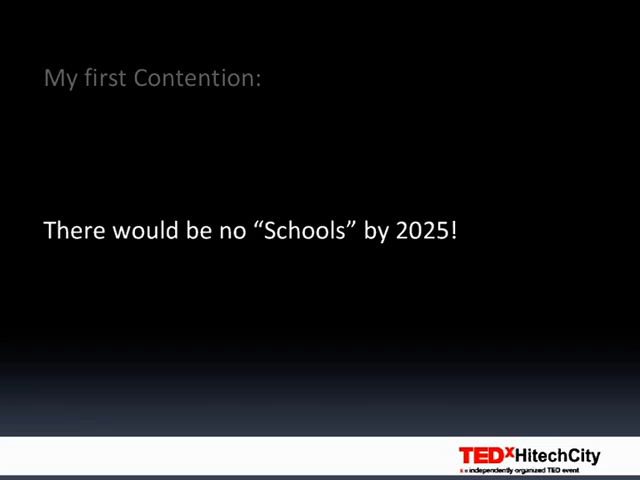 My first Contention:
There would be no “Schools” by 2025!
TEDxHitechCity
x = independently organized TED event